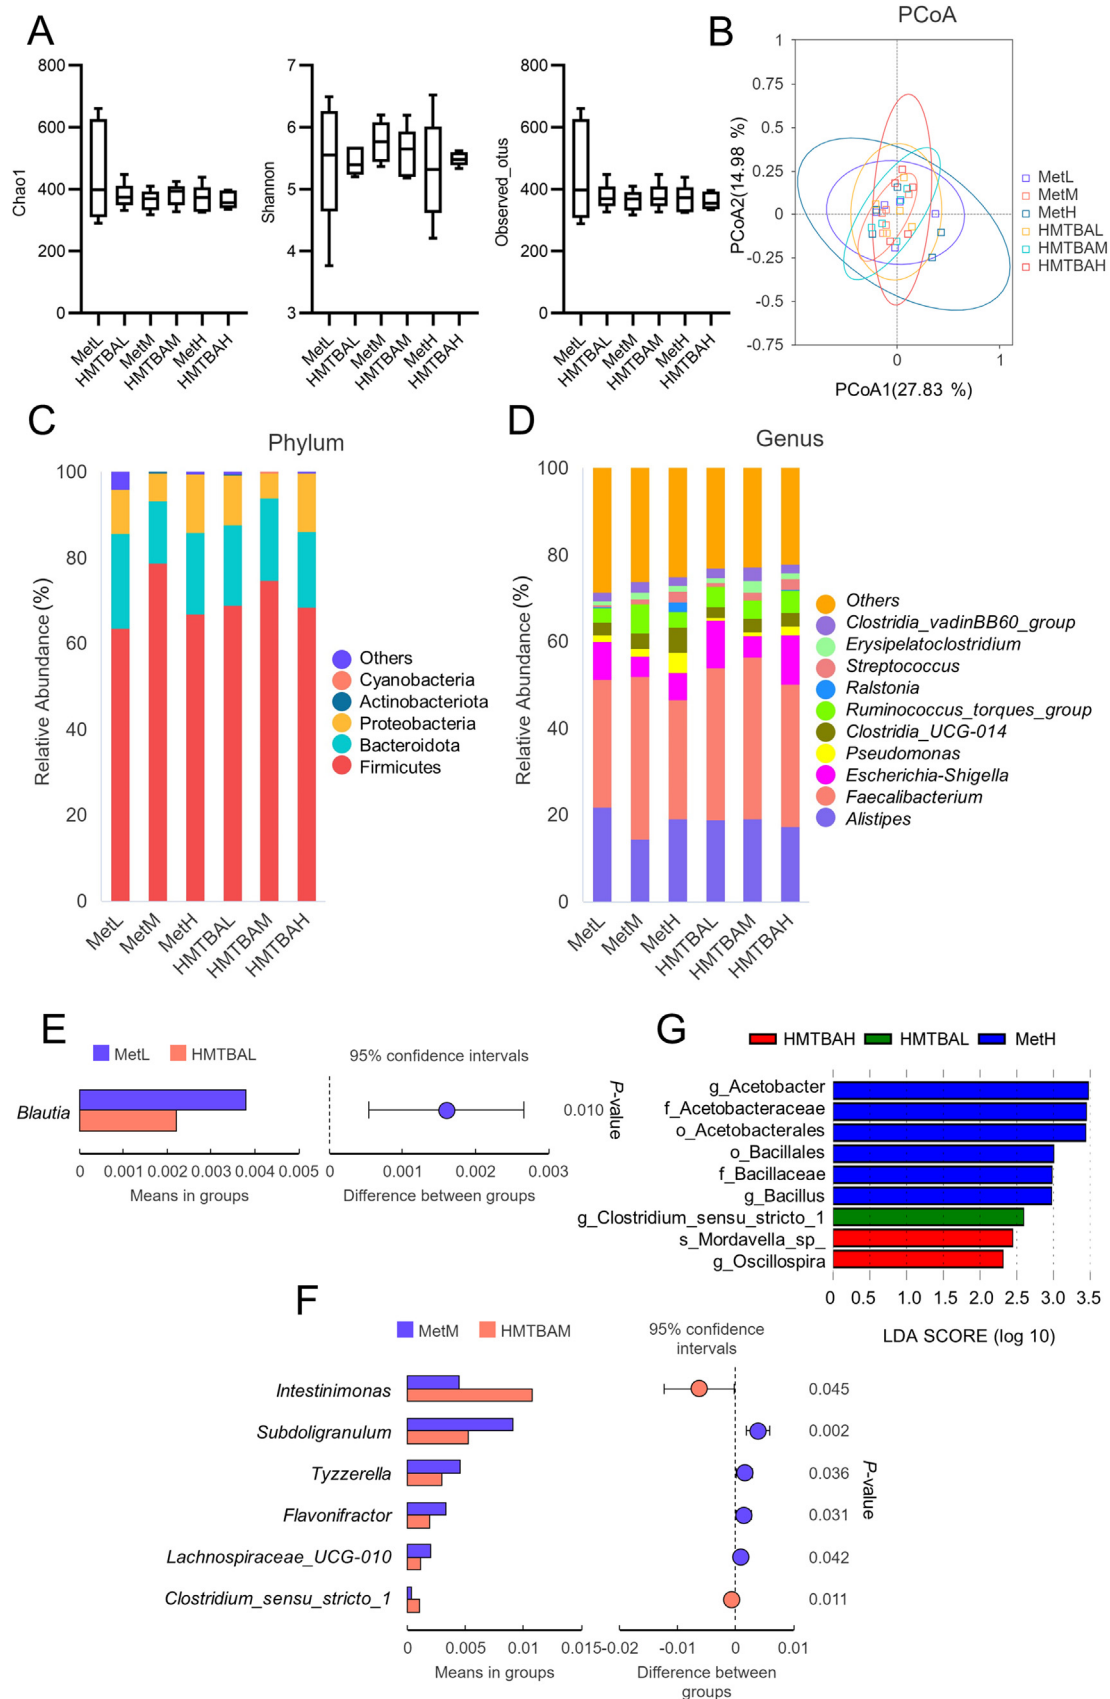 A
800
600
400
200
0
Chao1
MetL
HMTBAL
MetM
HMTBAM
MetH
HMTBAH
7
6
5
4
3
Shannon
MetL
HMTBAL
MetM
HMTBAM
MetH
HMTBAH
800
600
400
200
0
Observed_otus
MetL
HMTBAL
MetM
HMTBAM
MetH
HMTBAH
B
PCoA
1
0.75
0.5
0.25
0
-0.25
-0.5
-0.75
PCoA2(14.98 %)
0
1
PCoA1(27.83 %)
MetL
MetM
MetH
HMTBAL
HMTBAM
HMTBAH
C
Phylum
100
80
60
40
20
0
Relative Abundance (%)
MetL
MetM
MetH
HMTBAL
HMTBAM
HMTBAH
Others
Cyanobacteria
Actinobacteriota
Proteobacteria
Bacteroidota
Firmicutes
D
Genus
100
80
60
40
20
0
Relative Abundance (%)
MetL
MetM
MetH
HMTBAL
HMTBAM
HMTBAH
Others
Clostridia_vadinBB60_group
Erysipelatoclostridium
Streptococcus
Ralstonia
Ruminococcus_torques_group
Clostridia_UCG-014
Pseudomonas
Escherichia-Shigella
Faecalibacterium
Alistipes
E
MetL
HMTBAL
95% confidence intervals
Blautia
0.010
P-value
0 0.001 0.002 0.003 0.004 0.005
Means in groups
0 0.001 0.002 0.003
Difference between groups
G
HMTBAH
HMTBAL
MetH
g_Acetobacter
f_Acetobacteraceae
o_Acetobacterales
o_Bacillales
f_Bacillaceae
g_Bacillus
g_Clostridium_sensu_stricto_1
s_Mordavella_sp_
g_Oscillospira
0 0.5 1.0 1.5 2.0 2.5 3.0 3.5
LDA SCORE (log 10)
F
MetM
HMTBAM
95% confidence
intervals
Intestinimonas
0.045
Subdoligranulum
0.002
Tyzzerella
0.036
Flavonifractor
0.031
Lachnospiraceae_UCG-010
0.042
Clostridium_sensu_stricto_1
0.011
P-value
0 0.005 0.01 0.015
Means in groups
-0.02 -0.01 0 0.01
Difference between
groups